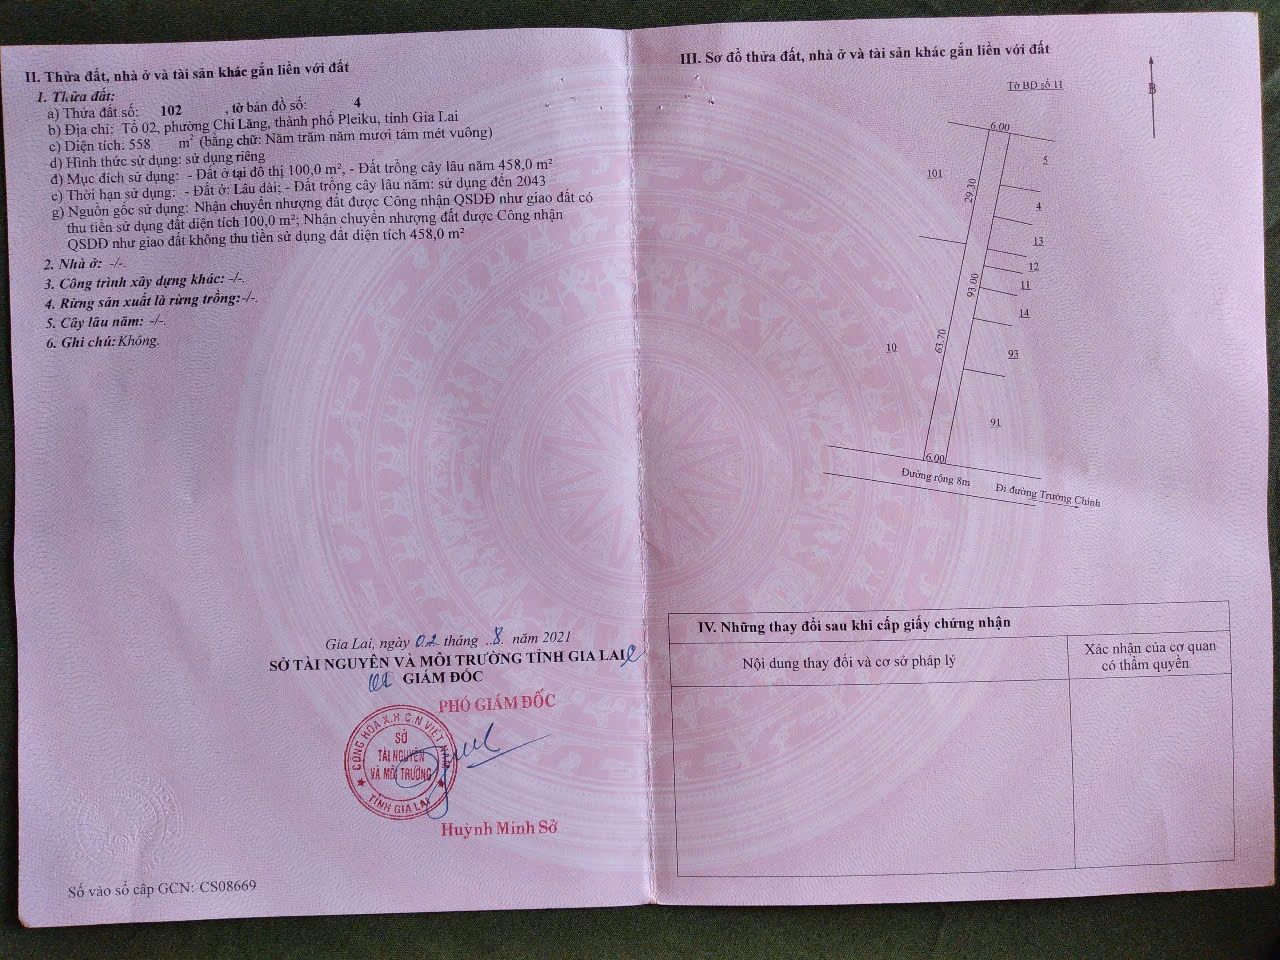 II. Thửa đất, nhà ở và tài sản khác gắn liền với đất
1. Thửa đất:
a) Thửa đất số: 102 , tờ bản đồ số: 4
b) Địa chỉ: Tổ 02, phường Chi Lăng, thành phố Pleiku, tỉnh Gia Lai
c) Diện tích: 558 m² (bằng chữ: Năm trăm năm mươi tám mét vuông)
d) Hình thức sử dụng: sử dụng riêng
đ) Mục đích sử dụng: - Đất ở tại đô thị 100,0 m², - Đất trồng cây lâu năm 458,0 m²
e) Thời hạn sử dụng: - Đất ở: Lâu dài; - Đất trồng cây lâu năm: sử dụng đến 2043
g) Nguồn gốc sử dụng: Nhận chuyển nhượng đất được Công nhận QSDĐ như giao đất có
thu tiền sử dụng đất diện tích 100,0 m²; Nhận chuyển nhượng đất được Công nhận
QSDĐ như giao đất không thu tiền sử dụng đất diện tích 458,0 m²
2. Nhà ở: -/-.
3. Công trình xây dựng khác: -/-.
4. Rừng sản xuất là rừng trồng:-/-.
5. Cây lâu năm: -/-.
6. Ghi chú: Không.
Gia Lai, ngày 02 tháng ..8. năm 2021
SỞ TÀI NGUYÊN VÀ MÔI TRƯỜNG TỈNH GIA LAI
GIÁM ĐỐC
PHÓ GIÁM ĐỐC
CỘNG HÒA X.H.C.N VIỆT NAM
SỞ
TÀI NGUYÊN
VÀ MÔI TRƯỜNG
TỈNH GIA LAI
Huỳnh Minh Sở
Số vào sổ cấp GCN: CS08669
III. Sơ đồ thửa đất, nhà ở và tài sản khác gắn liền với đất
Tờ BĐ số 11
B
6.00
5
101
29.30
4
13
12
93.00
11
14
63.70
10
93
91
6.00
Đường rộng 8m
Đi đường Trường Chinh
IV. Những thay đổi sau khi cấp giấy chứng nhận
Nội dung thay đổi và cơ sở pháp lý
Xác nhận của cơ quan
có thẩm quyền